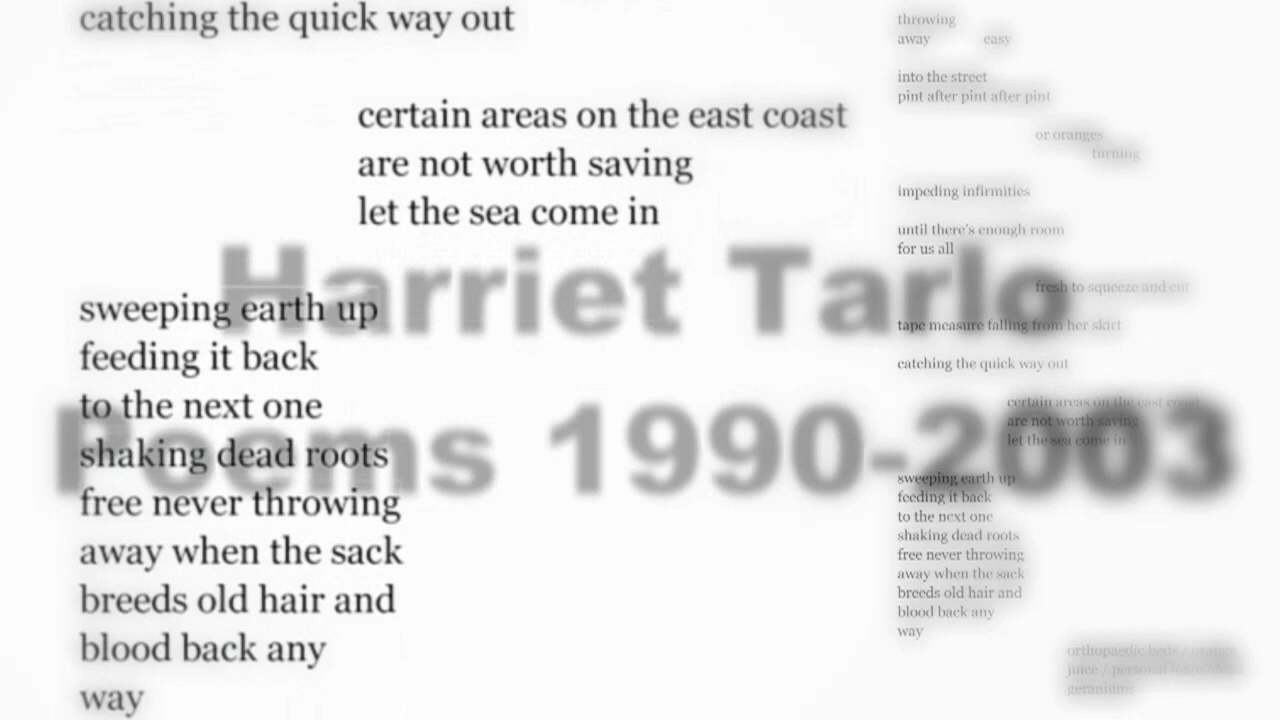 catching the quick way out
certain areas on the east coast
are not worth saving
let the sea come in
Harriet Tarlo
Poems 1990-2003
sweeping earth up
feeding it back
to the next one
shaking dead roots
free never throwing
away when the sack
breeds old hair and
blood back any
way
throwing
away easy
into the street
pint after pint after pint
or oranges
turning
impeding infirmities
until there's enough room
for us all
fresh to squeeze and eat
tape measure falling from her skirt
catching the quick way out
certain areas on the east coast
are not worth saving
let the sea come in
sweeping earth up
feeding it back
to the next one
shaking dead roots
free never throwing
away when the sack
breeds old hair and
blood back any
way
orthopaedic beds / orange
juice / personal
geraniums